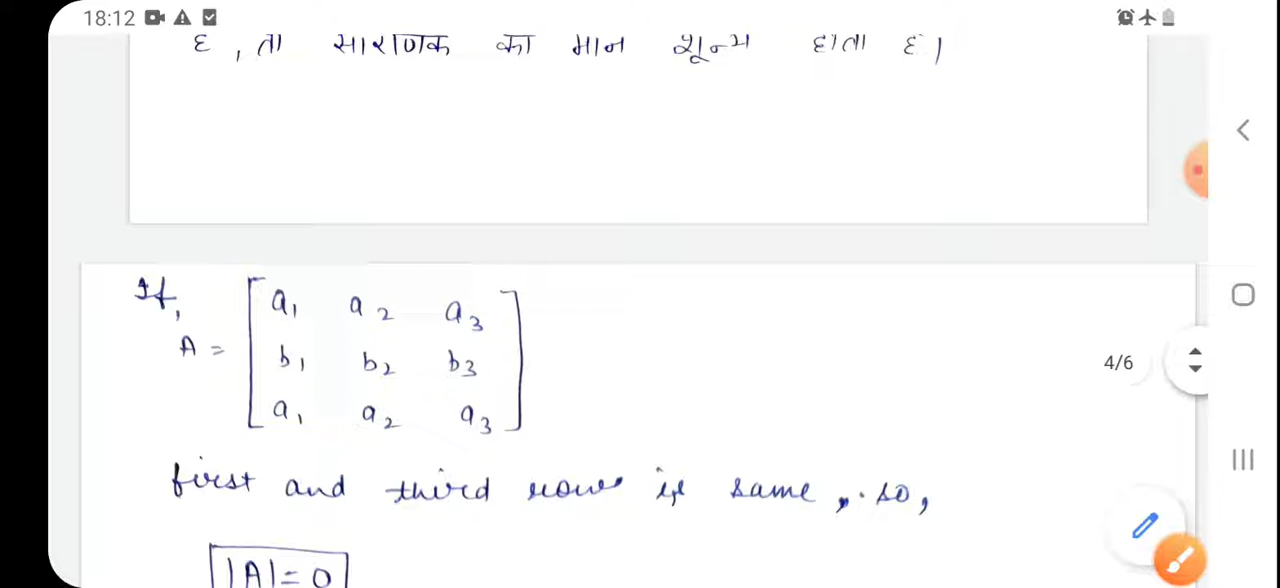 18:12
है, तो सारणिक का मान शून्य होता है।
If,
A = [ a1 a2 a3
b1 b2 b3
a1 a2 a3 ]
4/6
first and third rows is same, so,
|A| = 0